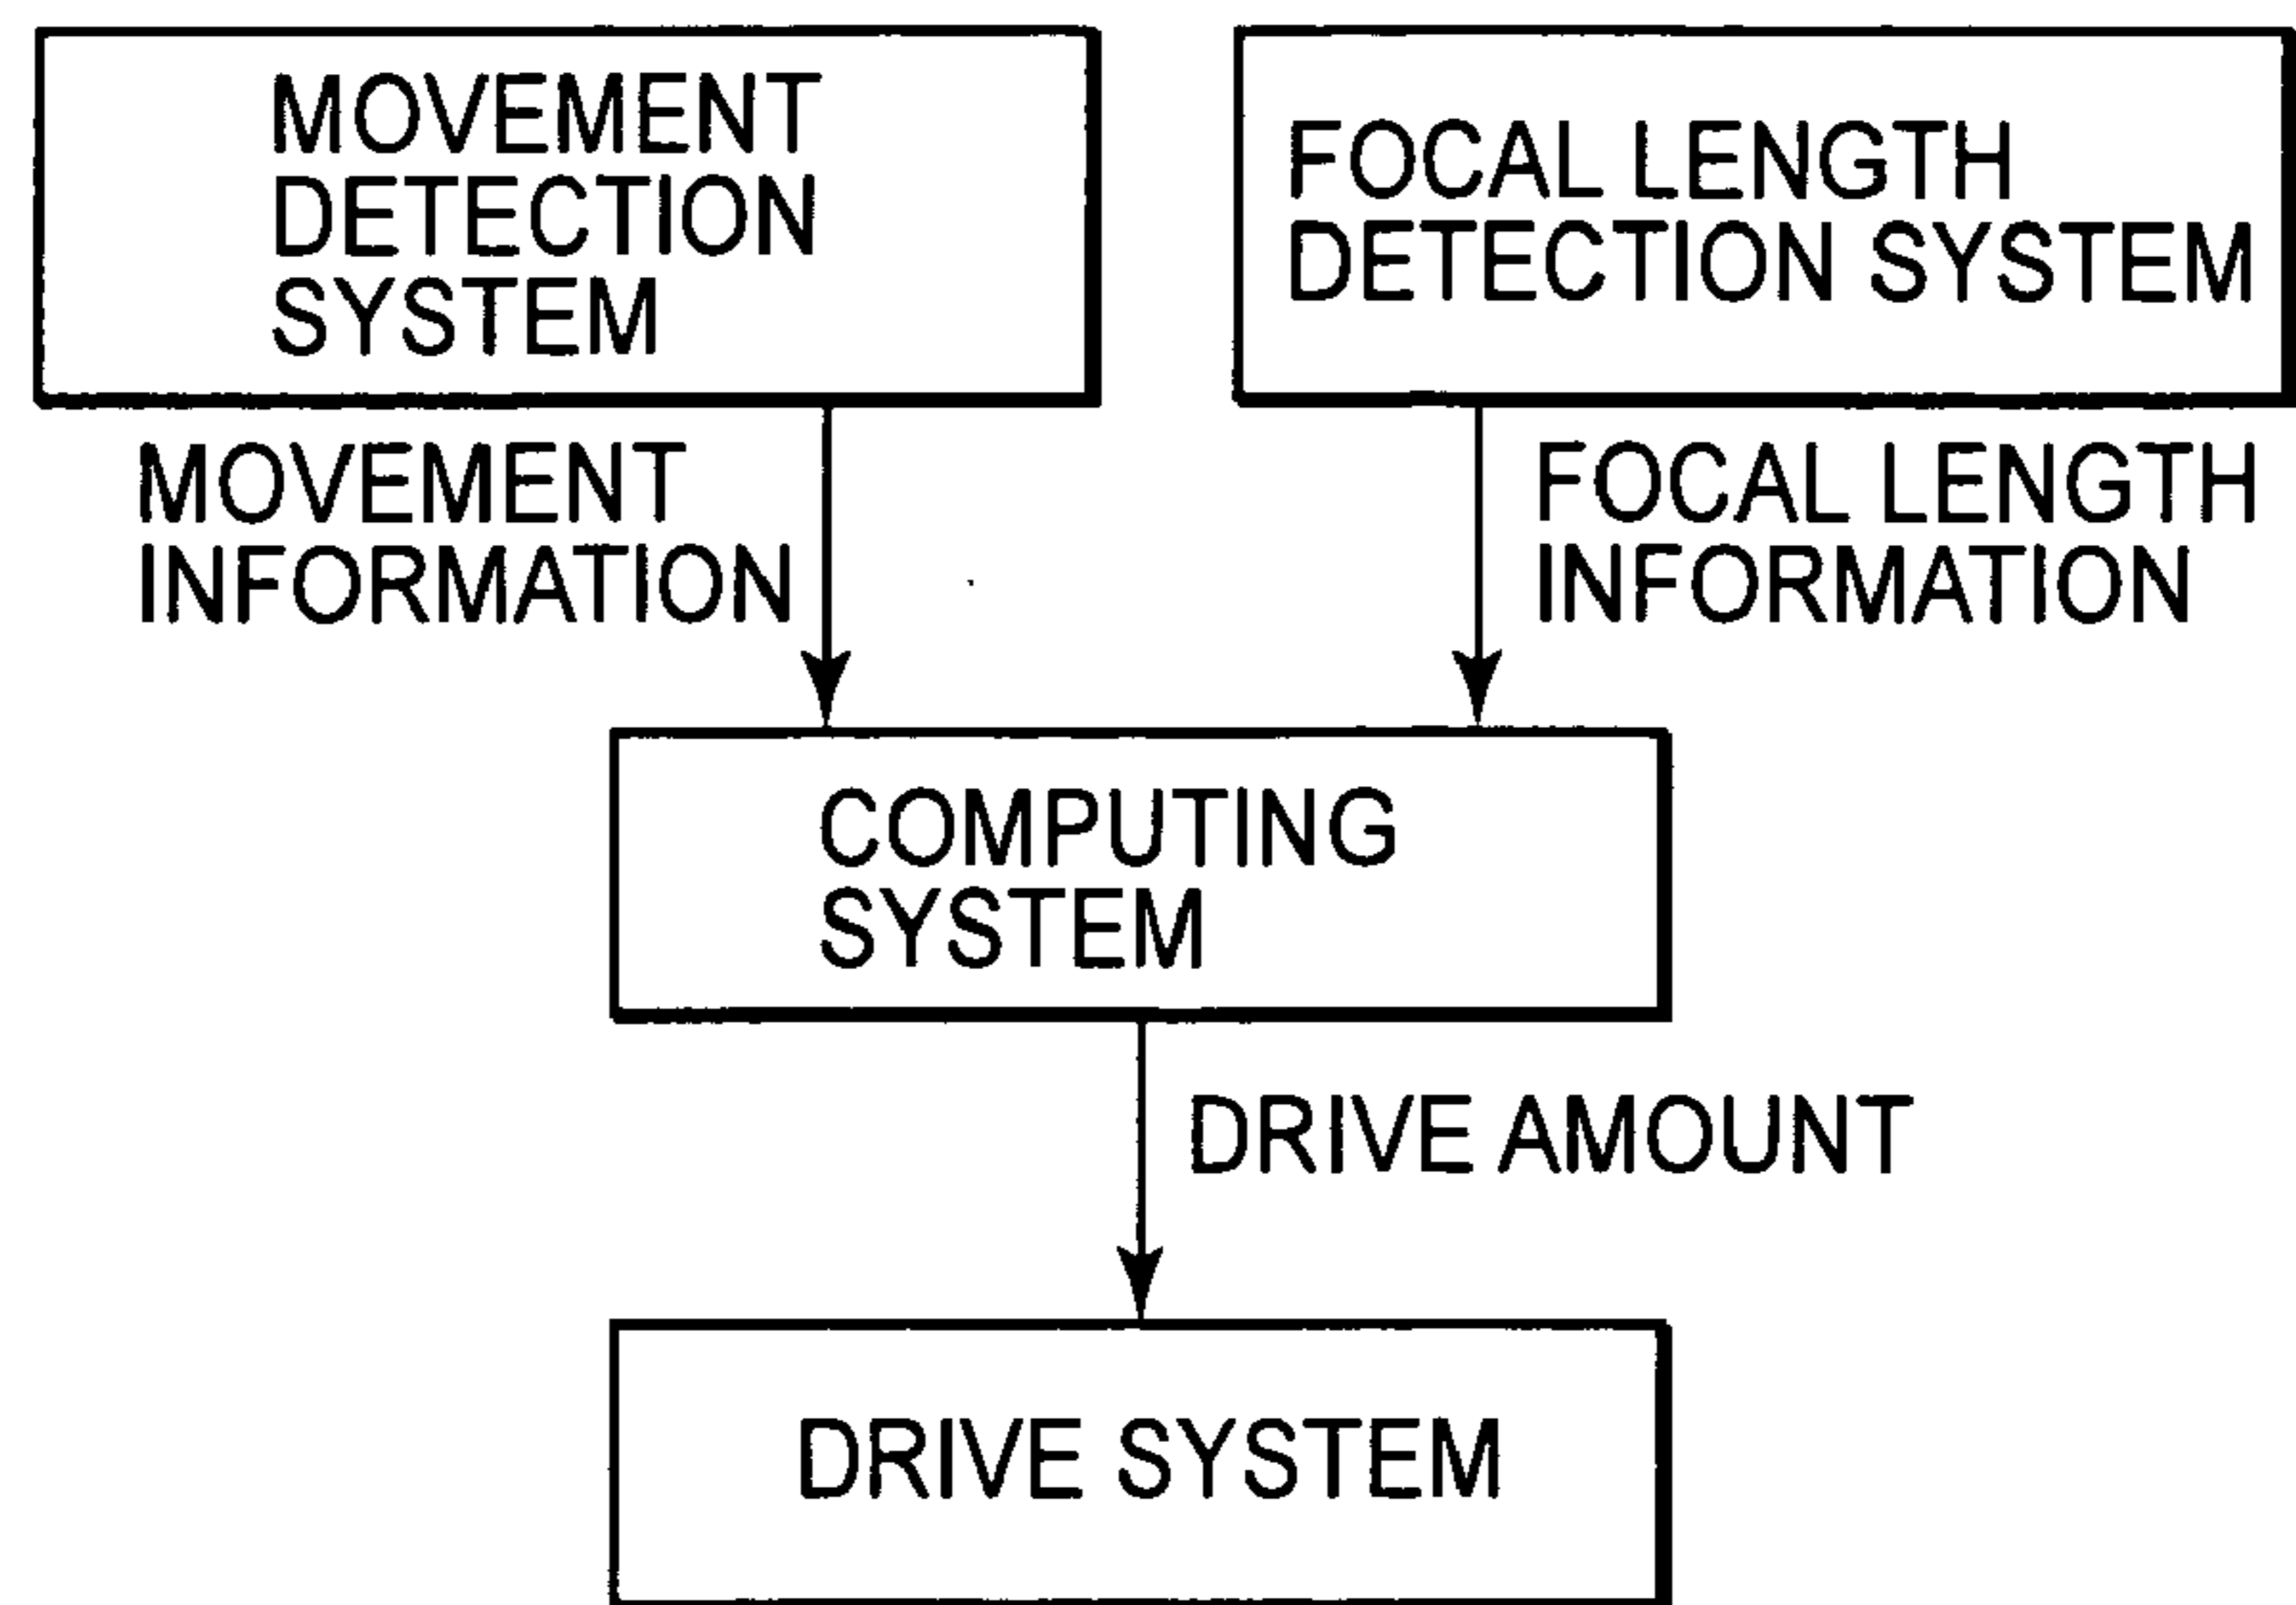 MOVEMENT
DETECTION
SYSTEM
FOCAL LENGTH
DETECTION SYSTEM
MOVEMENT
INFORMATION
FOCAL LENGTH
INFORMATION
COMPUTING
SYSTEM
DRIVE AMOUNT
DRIVE SYSTEM